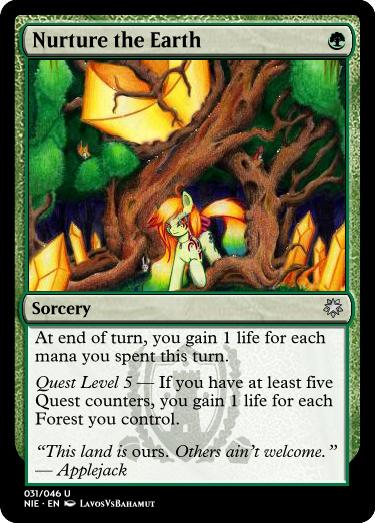 Nurture the Earth
Sorcery
At end of turn, you gain 1 life for each
mana you spent this turn.
Quest Level 5 — If you have at least five
Quest counters, you gain 1 life for each
Forest you control.
“This land is ours. Others ain’t welcome.”
— Applejack
031/046 U
NIE • EN LavosVsBahamut